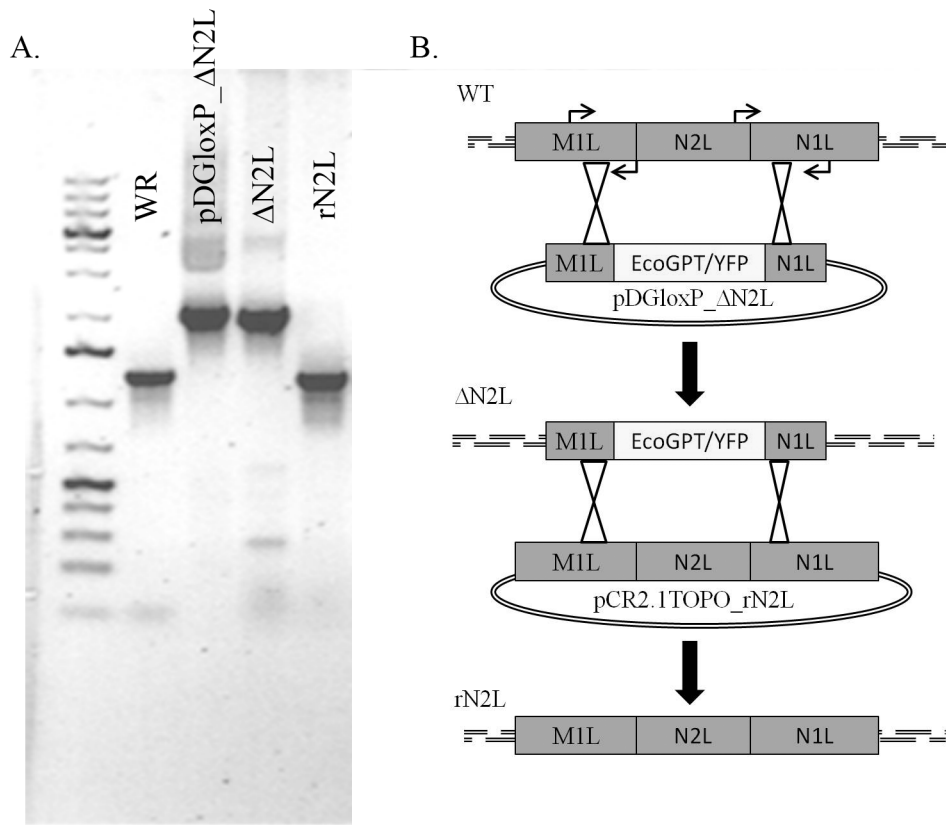 A.
WR
pDGloxP_ΔN2L
ΔN2L
rN2L
B.
WT
M1L N2L N1L
M1L EcoGPT/YFP N1L
pDGloxP_ΔN2L
ΔN2L
M1L EcoGPT/YFP N1L
M1L N2L N1L
pCR2.1TOPO_rN2L
rN2L
M1L N2L N1L